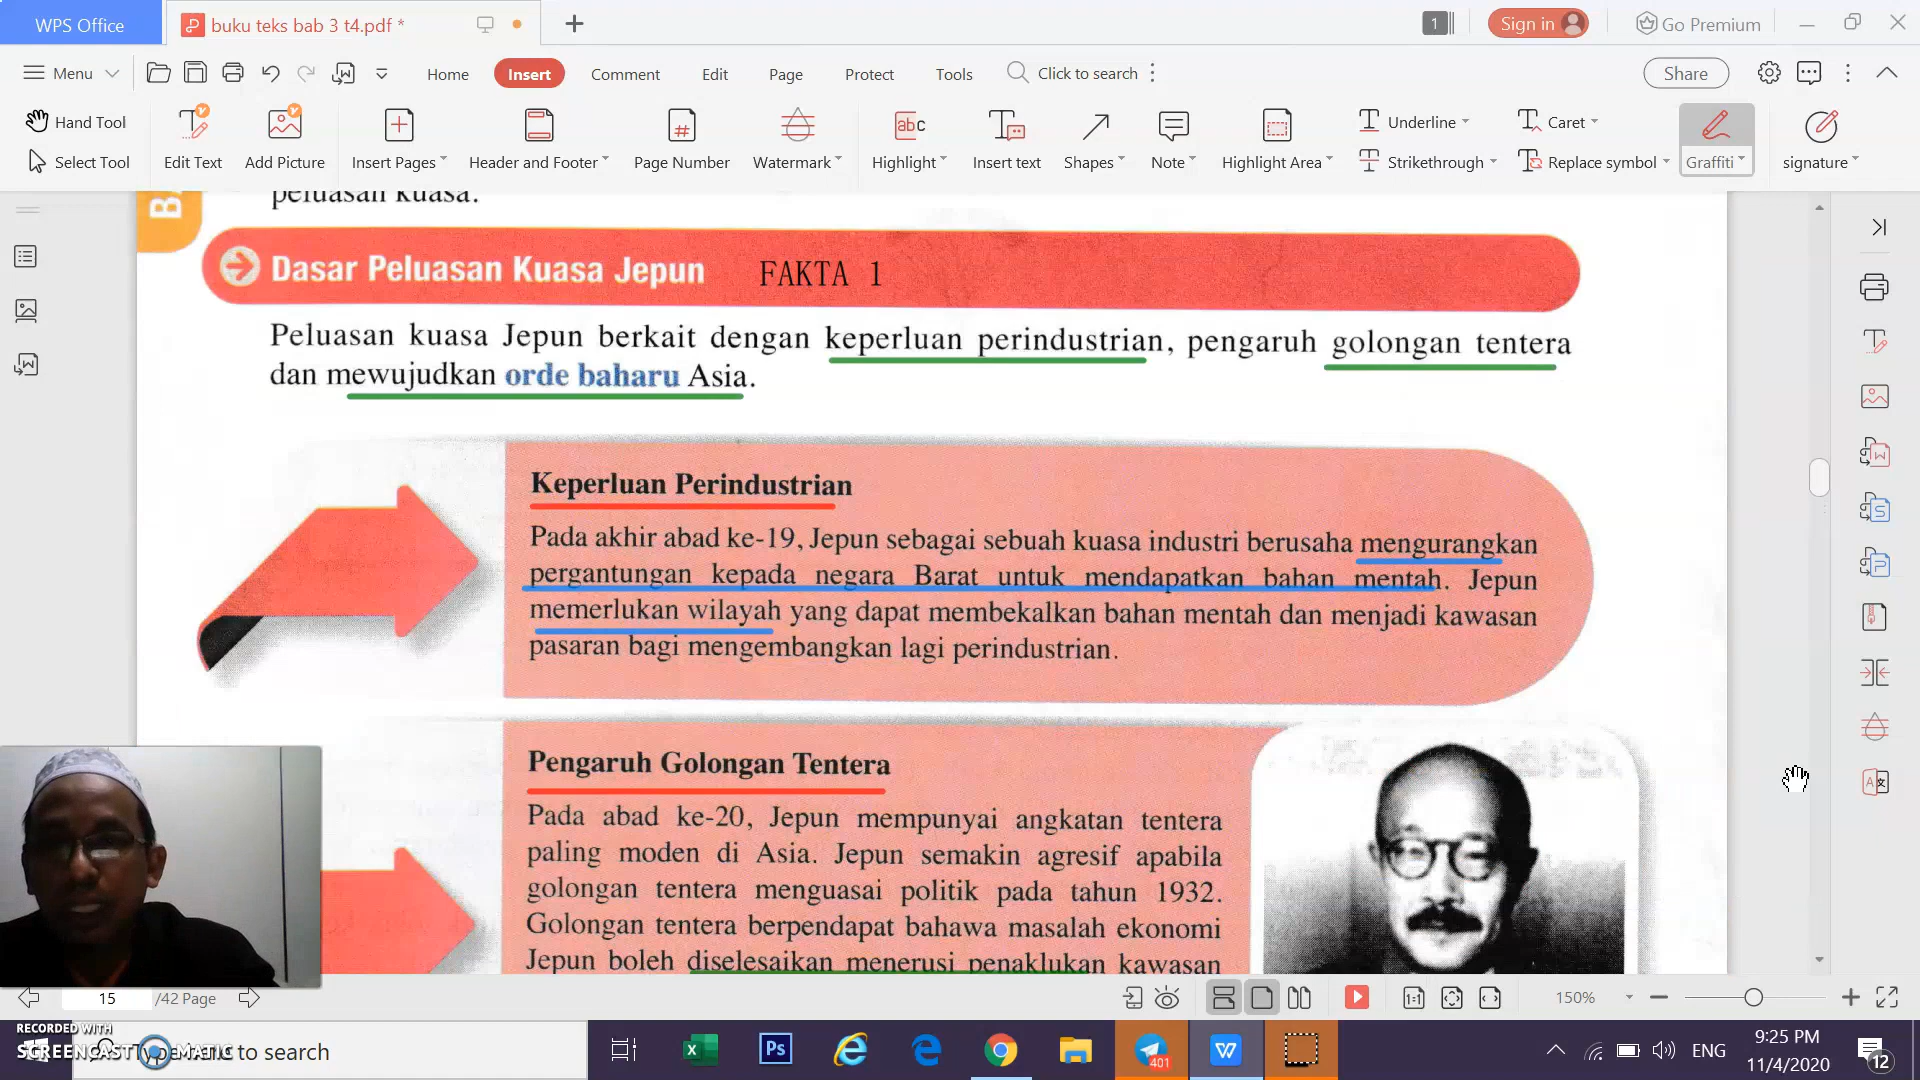 WPS Office
buku teks bab 3 t4.pdf *
1
Sign in
Go Premium
Menu
Home
Insert
Comment
Edit
Page
Protect
Tools
Click to search
Share
Hand Tool
Select Tool
Edit Text
Add Picture
Insert Pages
Header and Footer
Page Number
Watermark
Highlight
Insert text
Shapes
Note
Highlight Area
Underline
Strikethrough
Caret
Replace symbol
Graffiti
signature
peluasan kuasa.
Dasar Peluasan Kuasa Jepun FAKTA 1
Peluasan kuasa Jepun berkait dengan keperluan perindustrian, pengaruh golongan tentera
dan mewujudkan orde baharu Asia.
Keperluan Perindustrian
Pada akhir abad ke-19, Jepun sebagai sebuah kuasa industri berusaha mengurangkan
pergantungan kepada negara Barat untuk mendapatkan bahan mentah. Jepun
memerlukan wilayah yang dapat membekalkan bahan mentah dan menjadi kawasan
pasaran bagi mengembangkan lagi perindustrian.
Pengaruh Golongan Tentera
Pada abad ke-20, Jepun mempunyai angkatan tentera
paling moden di Asia. Jepun semakin agresif apabila
golongan tentera menguasai politik pada tahun 1932.
Golongan tentera berpendapat bahawa masalah ekonomi
Jepun boleh diselesaikan menerusi penaklukan kawasan
15 /42 Page
150%
RECORDED WITH
SCREENCAST MATIC
to search
Ps
401
ENG
9:25 PM
11/4/2020
12